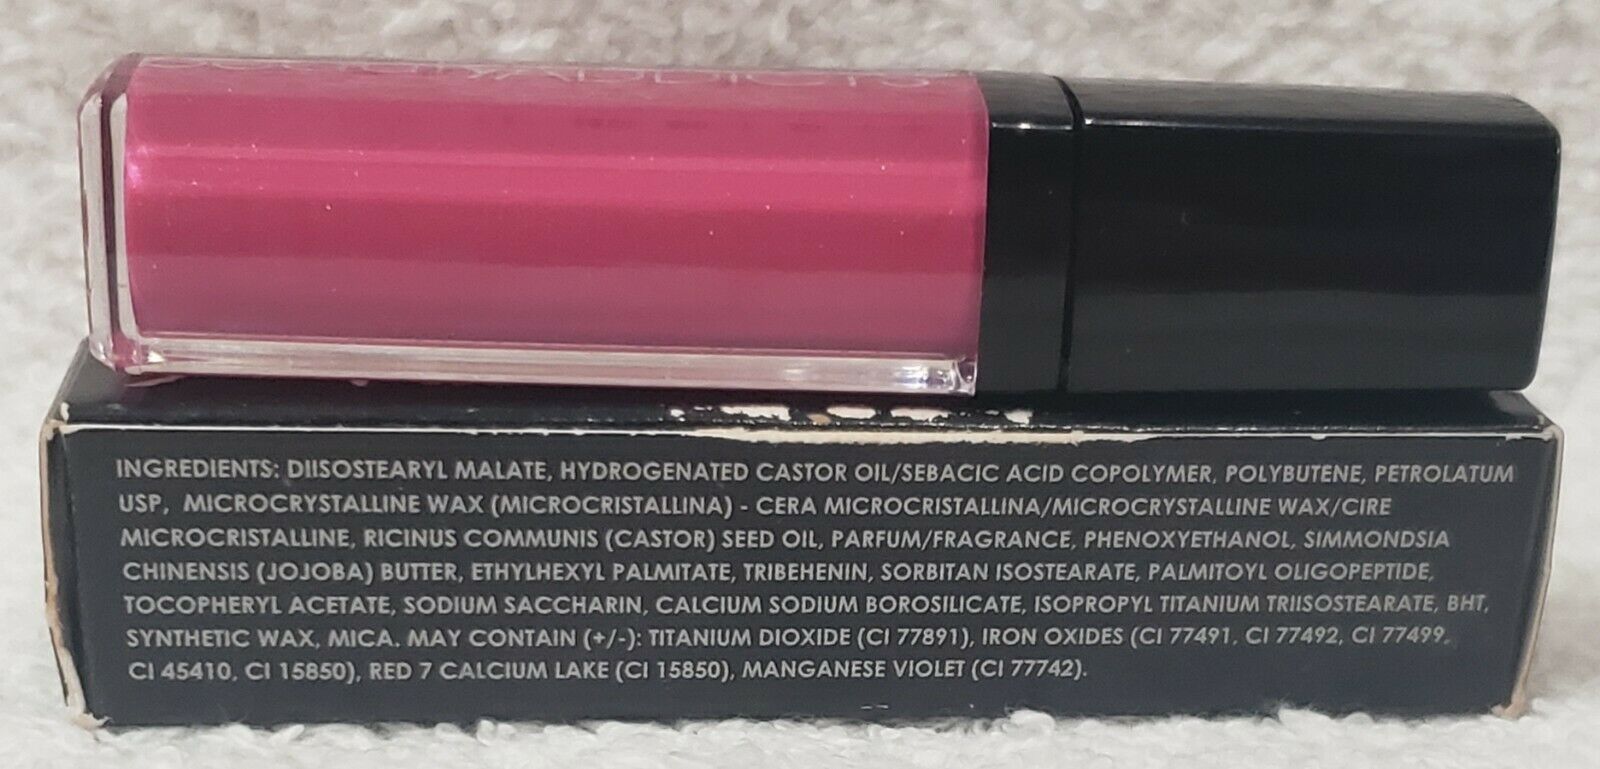 INGREDIENTS: DIISOSTEARYL MALATE, HYDROGENATED CASTOR OIL/SEBACIC ACID COPOLYMER, POLYBUTENE, PETROLATUM
USP, MICROCRYSTALLINE WAX (MICROCRISTALLINA) - CERA MICROCRISTALLINA/MICROCRYSTALLINE WAX/CIRE
MICROCRISTALLINE, RICINUS COMMUNIS (CASTOR) SEED OIL, PARFUM/FRAGRANCE, PHENOXYETHANOL, SIMMONDSIA
CHINENSIS (JOJOBA) BUTTER, ETHYLHEXYL PALMITATE, TRIBEHENIN, SORBITAN ISOSTEARATE, PALMITOYL OLIGOPEPTIDE,
TOCOPHERYL ACETATE, SODIUM SACCHARIN, CALCIUM SODIUM BOROSILICATE, ISOPROPYL TITANIUM TRIISOSTEARATE, BHT,
SYNTHETIC WAX, MICA. MAY CONTAIN (+/-): TITANIUM DIOXIDE (CI 77891), IRON OXIDES (CI 77491, CI 77492, CI 77499,
CI 45410, CI 15850), RED 7 CALCIUM LAKE (CI 15850), MANGANESE VIOLET (CI 77742).